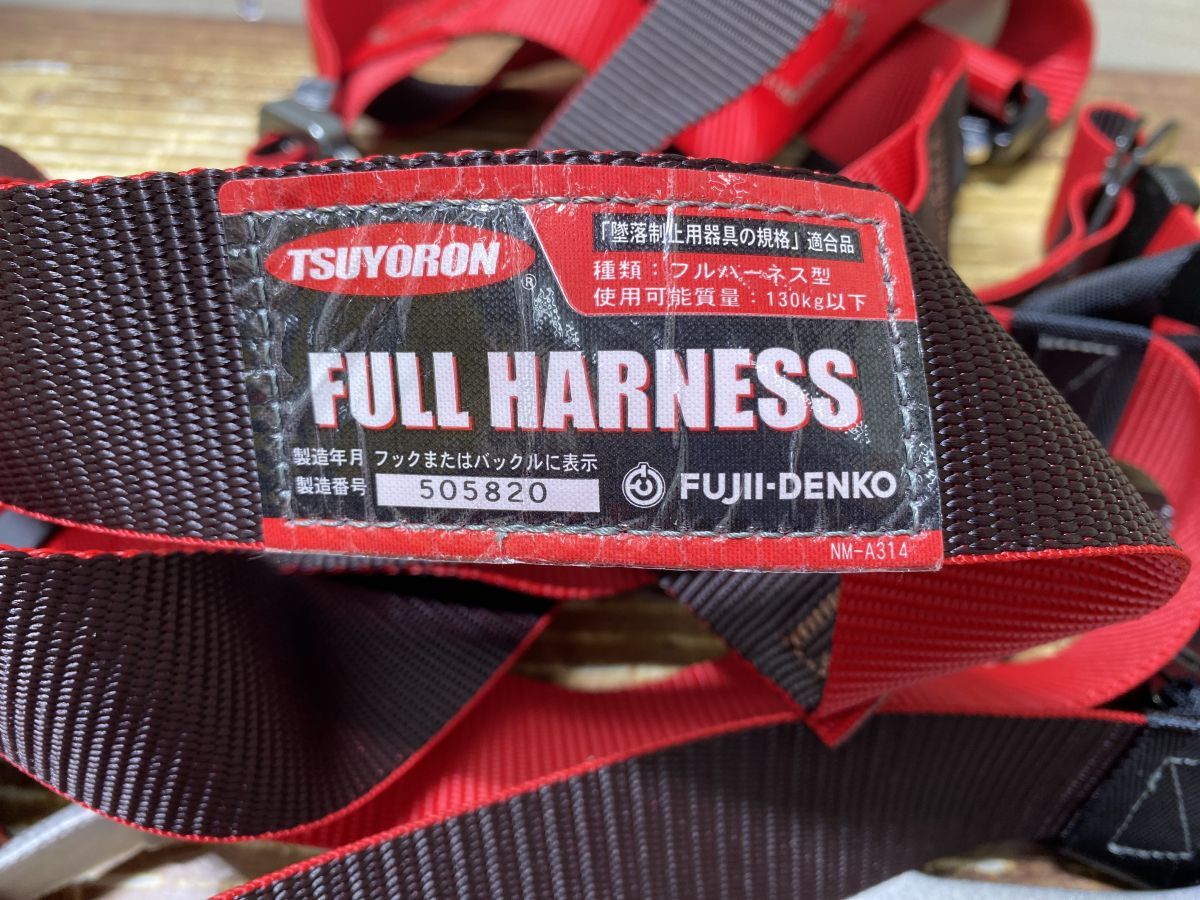 TSUYORON®
「墜落制止用器具の規格」適合品
種類：フルハーネス型
使用可能質量：130kg以下
FULL HARNESS
製造年月 フックまたはバックルに表示
製造番号 505820
FUJII-DENKO
NM-A314